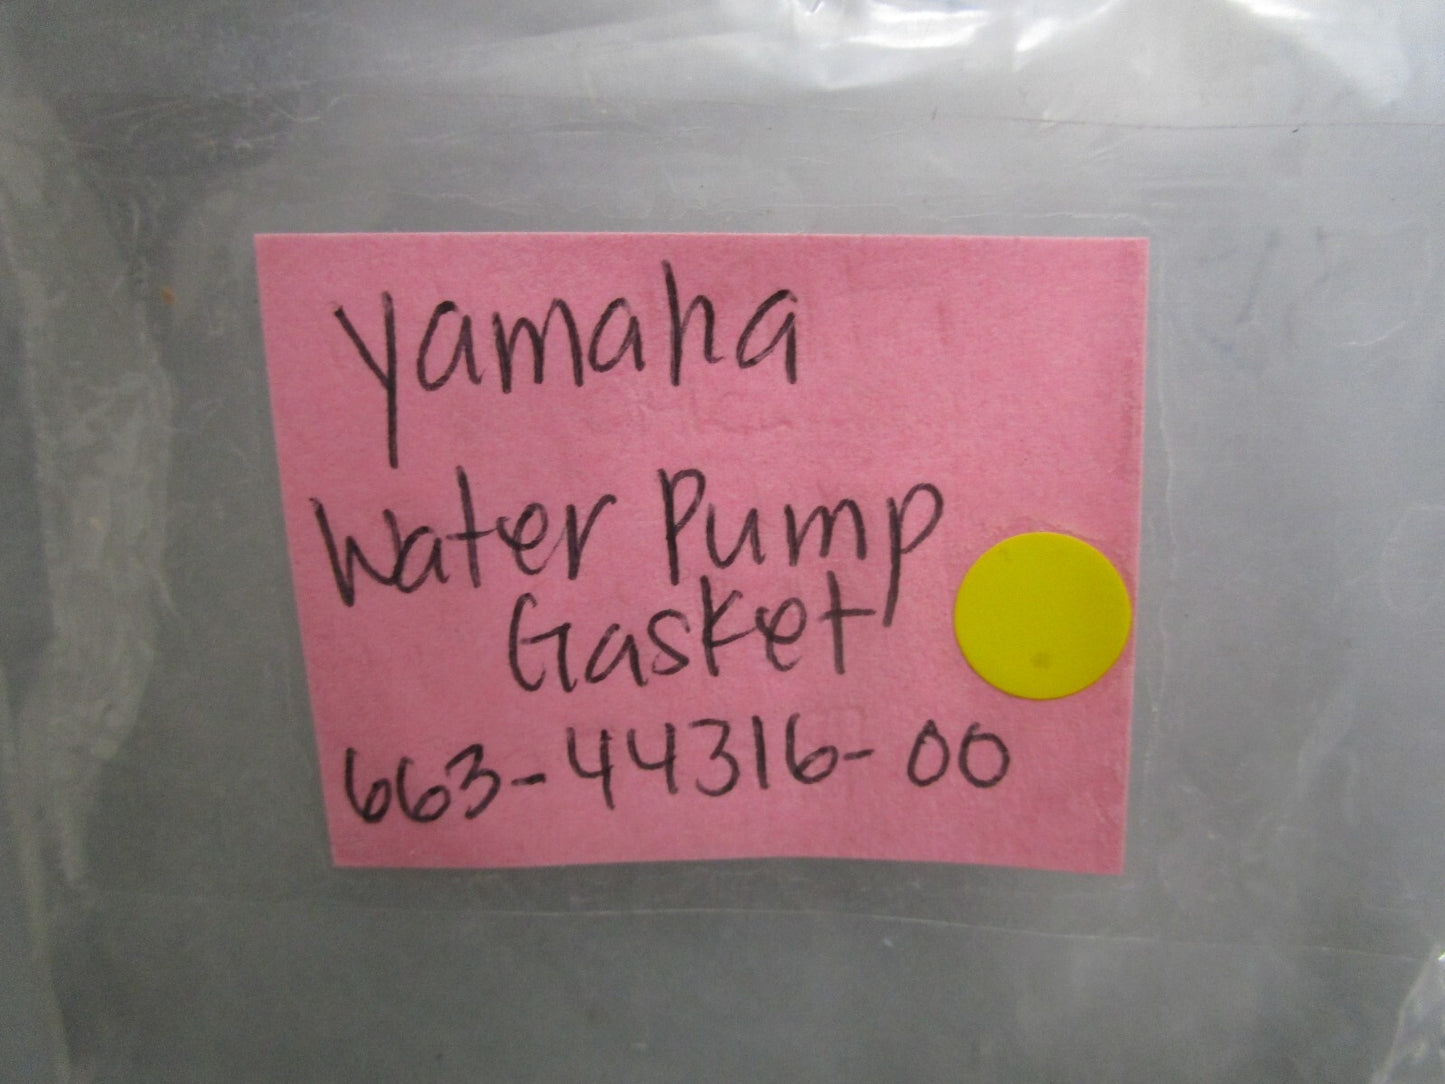 Yamaha
Water Pump
Gasket
663-44316-00